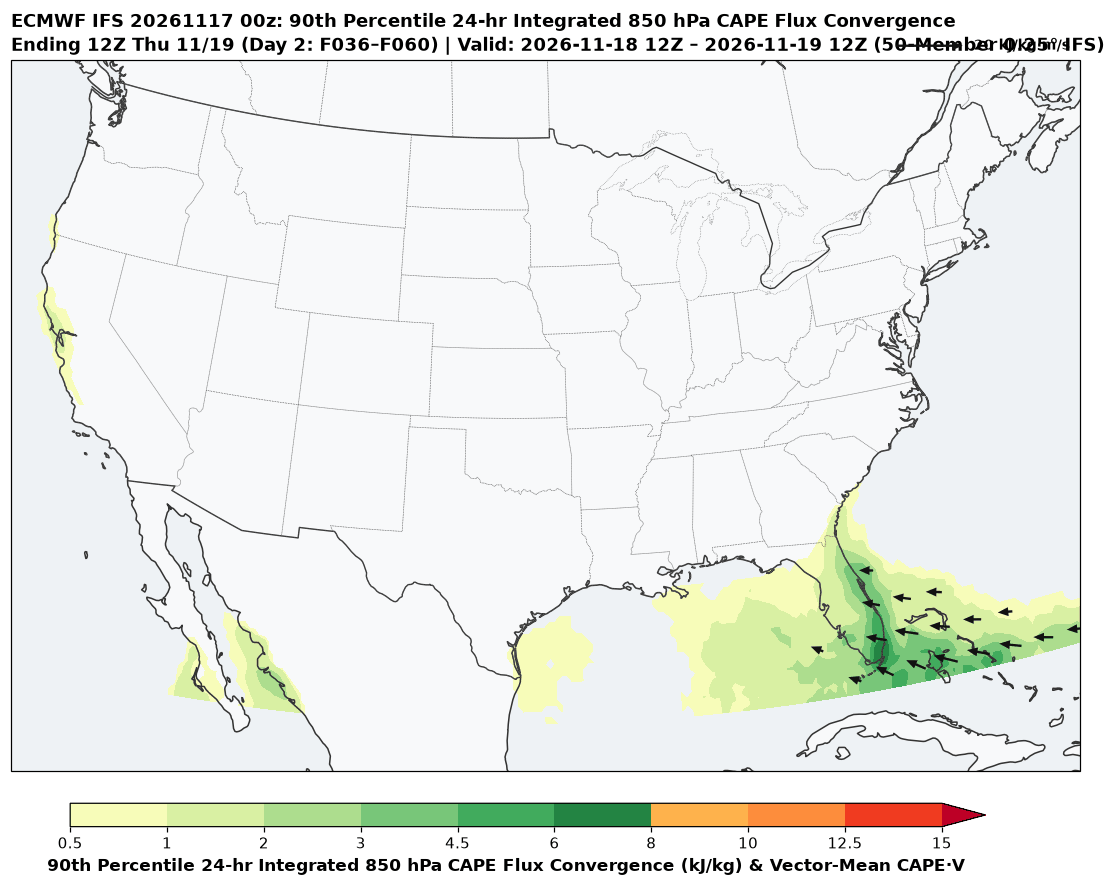 ECMWF IFS 20261117 00z: 90th Percentile 24-hr Integrated 850 hPa CAPE Flux Convergence
Ending 12Z Thu 11/19 (Day 2: F036–F060) | Valid: 2026-11-18 12Z – 2026-11-19 12Z (50-Member 0.25° IFS)
20 kJ/kg·m/s
0.5 1 2 3 4.5 6 8 10 12.5 15
90th Percentile 24-hr Integrated 850 hPa CAPE Flux Convergence (kJ/kg) & Vector-Mean CAPE·V